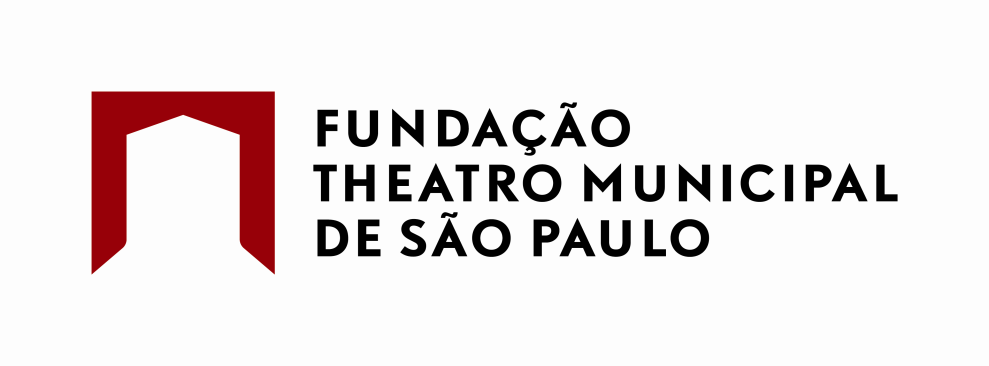 FUNDAÇÃO
THEATRO MUNICIPAL
DE SÃO PAULO